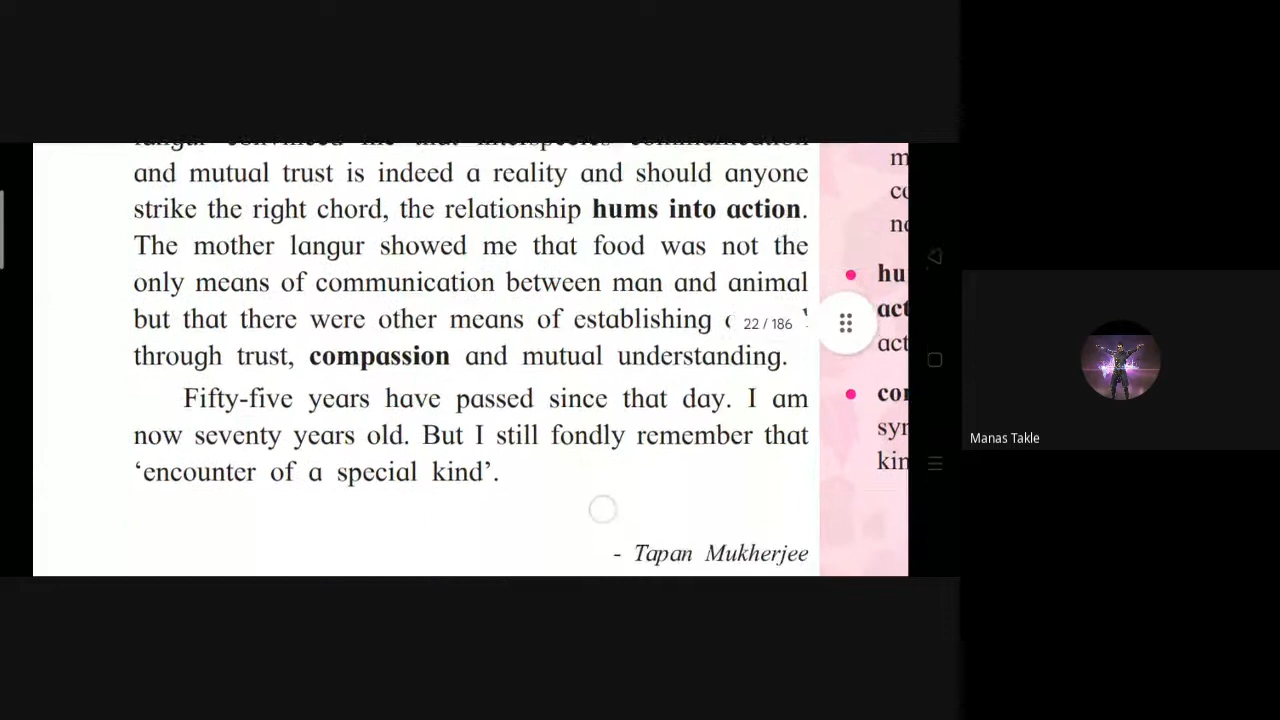 and mutual trust is indeed a reality and should anyone
strike the right chord, the relationship hums into action.
The mother langur showed me that food was not the
only means of communication between man and animal
but that there were other means of establishing
through trust, compassion and mutual understanding.
Fifty-five years have passed since that day. I am
now seventy years old. But I still fondly remember that
‘encounter of a special kind’.
- Tapan Mukherjee
22 / 186
Manas Takle